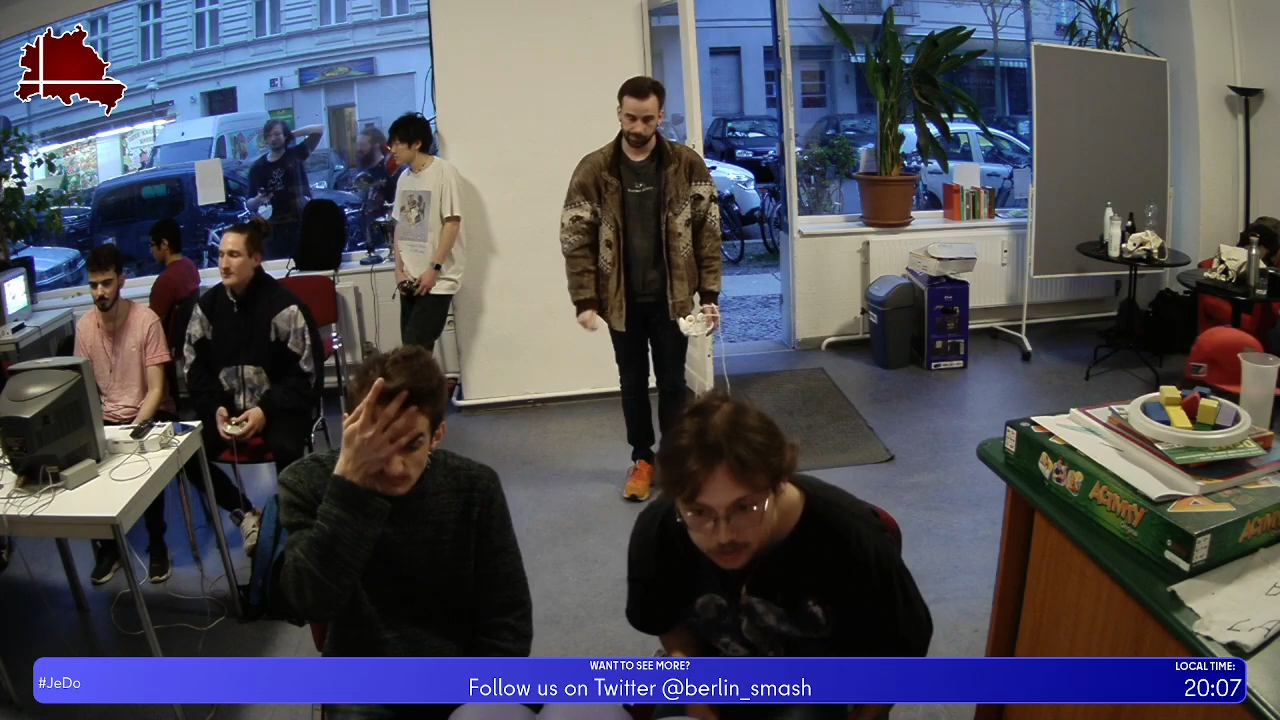 ACTIVITY
WANT TO SEE MORE?
LOCAL TIME:
#JeDo
Follow us on Twitter @berlin_smash
20:07